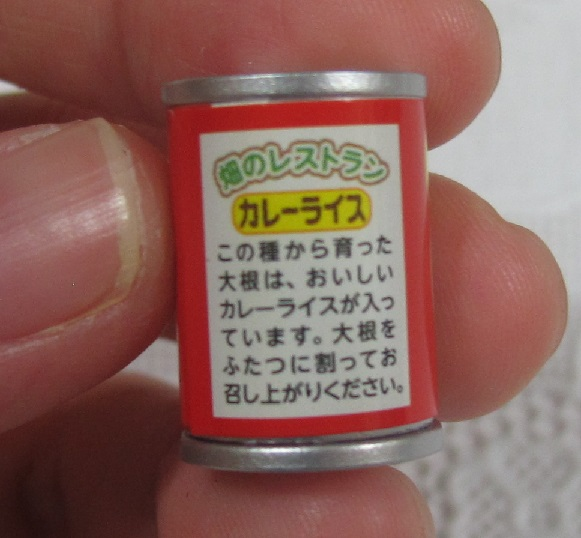 畑のレストラン
カレーライス
この種から育った
大根は、おいしい
カレーライスが入っ
ています。大根を
ふたつに割ってお
召し上がりください。